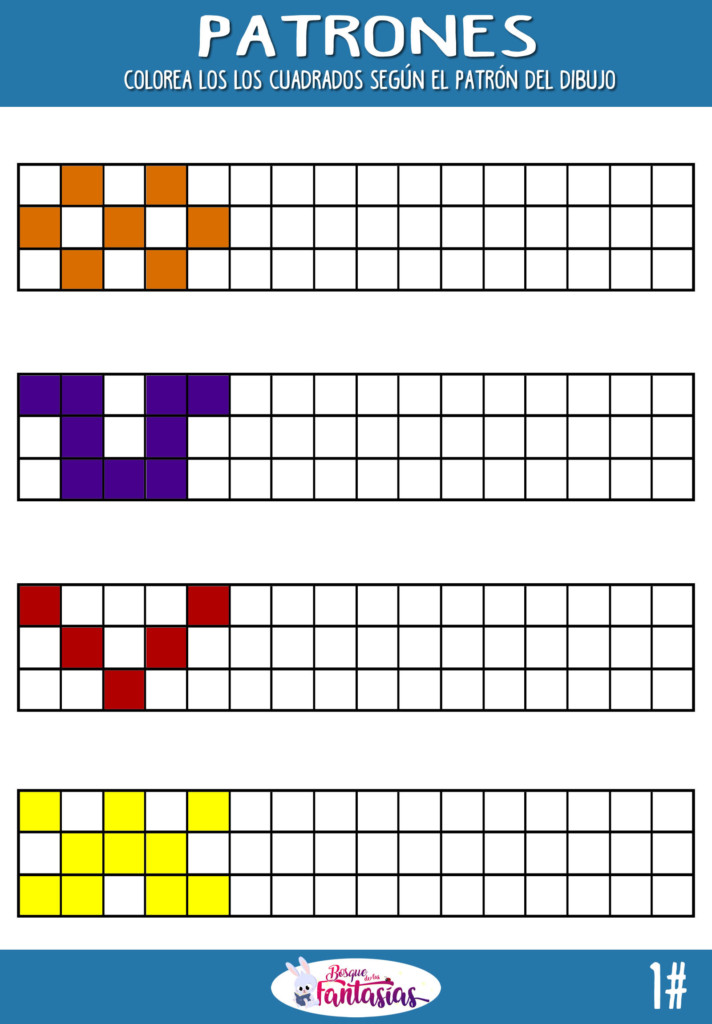 PATRONES
COLOREA LOS LOS CUADRADOS SEGÚN EL PATRÓN DEL DIBUJO
Bosque de las
Fantasías
1#